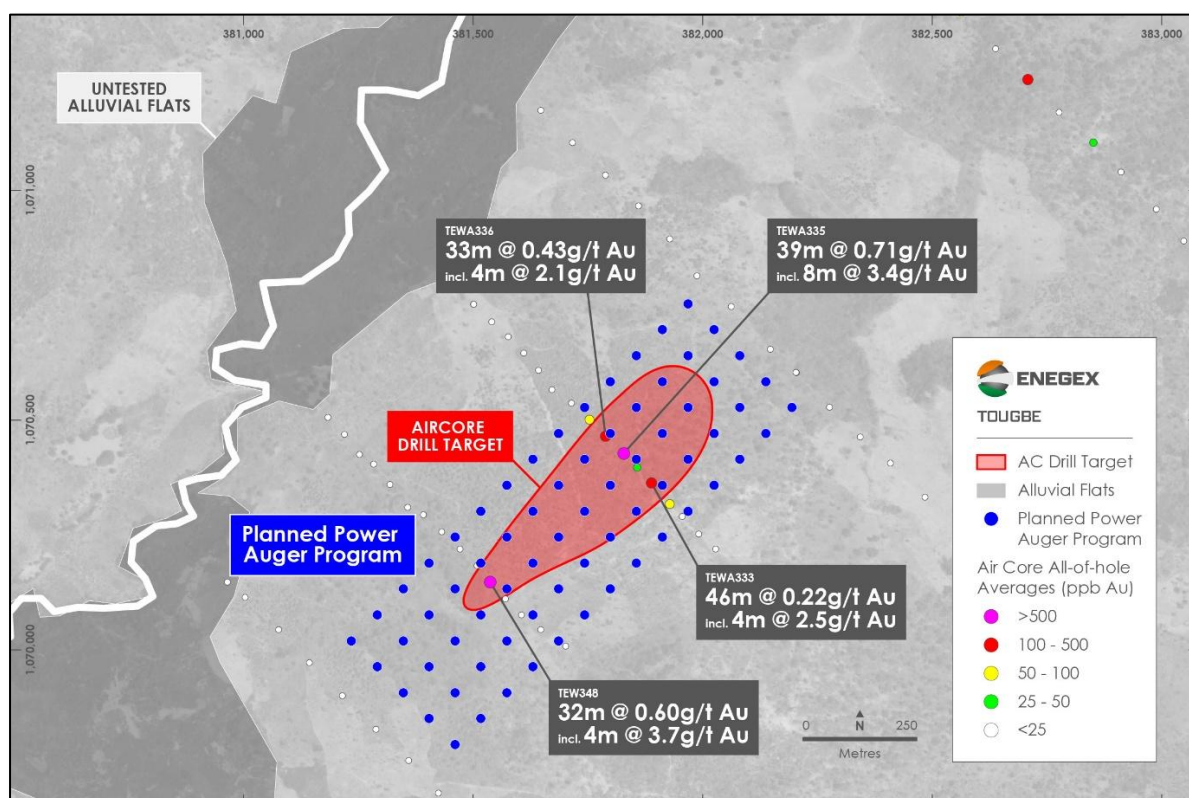 381,000
381,500
382,000
382,500
383,000
UNTESTED
ALLUVIAL FLATS
1,071,000
1,070,500
1,070,000
TEWA336
33m @ 0.43g/t Au
incl. 4m @ 2.1g/t Au
TEWA335
39m @ 0.71g/t Au
incl. 8m @ 3.4g/t Au
AIRCORE
DRILL TARGET
Planned Power
Auger Program
TEWA333
46m @ 0.22g/t Au
incl. 4m @ 2.5g/t Au
TEW348
32m @ 0.60g/t Au
incl. 4m @ 3.7g/t Au
0 N 250
Metres
ENEGEX
TOUGBE
AC Drill Target
Alluvial Flats
Planned Power
Auger Program
Air Core All-of-hole
Averages (ppb Au)
>500
100 - 500
50 - 100
25 - 50
<25